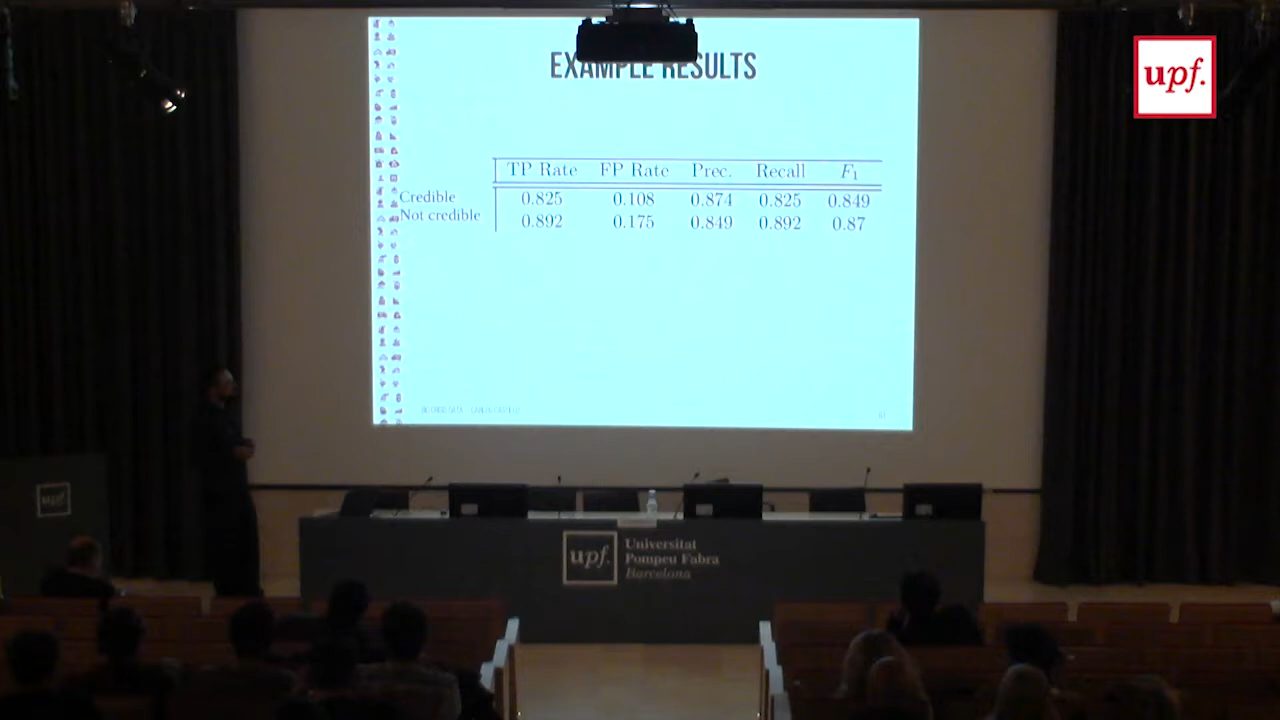 EXAMPLE RESULTS
upf.
TP Rate FP Rate Prec. Recall F1
Credible 0.825 0.108 0.874 0.825 0.849
Not credible 0.892 0.175 0.849 0.892 0.87
upf.
upf.
Universitat
Pompeu Fabra
Barcelona